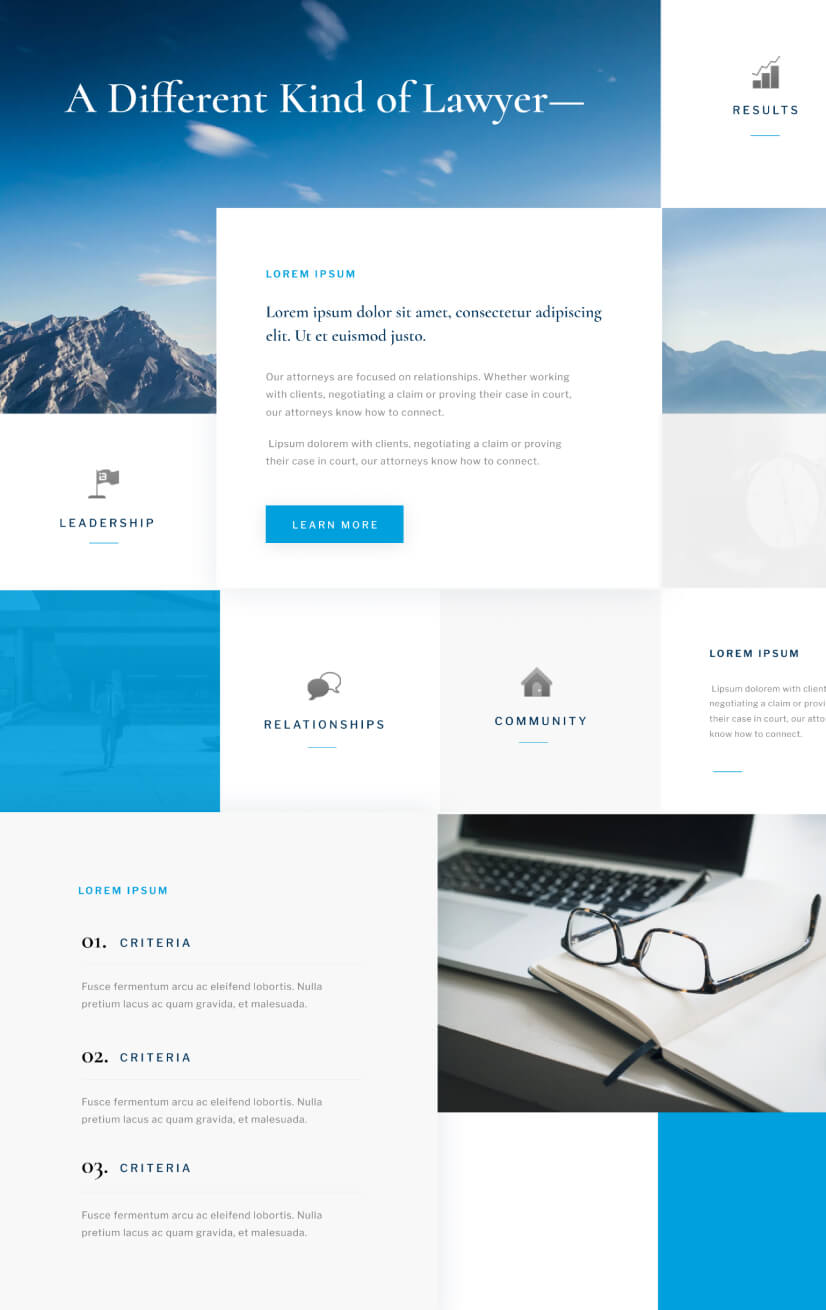 A Different Kind of Lawyer—
RESULTS
LOREM IPSUM
Lorem ipsum dolor sit amet, consectetur adipiscing
elit. Ut et euismod justo.
Our attorneys are focused on relationships. Whether working
with clients, negotiating a claim or proving their case in court,
our attorneys know how to connect.
Lipsum dolorem with clients, negotiating a claim or proving
their case in court, our attorneys know how to connect.
LEARN MORE
LEADERSHIP
RELATIONSHIPS
COMMUNITY
LOREM IPSUM
Lipsum dolorem with client
negotiating a claim or provi
their case in court, our atto
know how to connect.
LOREM IPSUM
01. CRITERIA
Fusce fermentum arcu ac eleifend lobortis. Nulla
pretium lacus ac quam gravida, et malesuada.
02. CRITERIA
Fusce fermentum arcu ac eleifend lobortis. Nulla
pretium lacus ac quam gravida, et malesuada.
03. CRITERIA
Fusce fermentum arcu ac eleifend lobortis. Nulla
pretium lacus ac quam gravida, et malesuada.